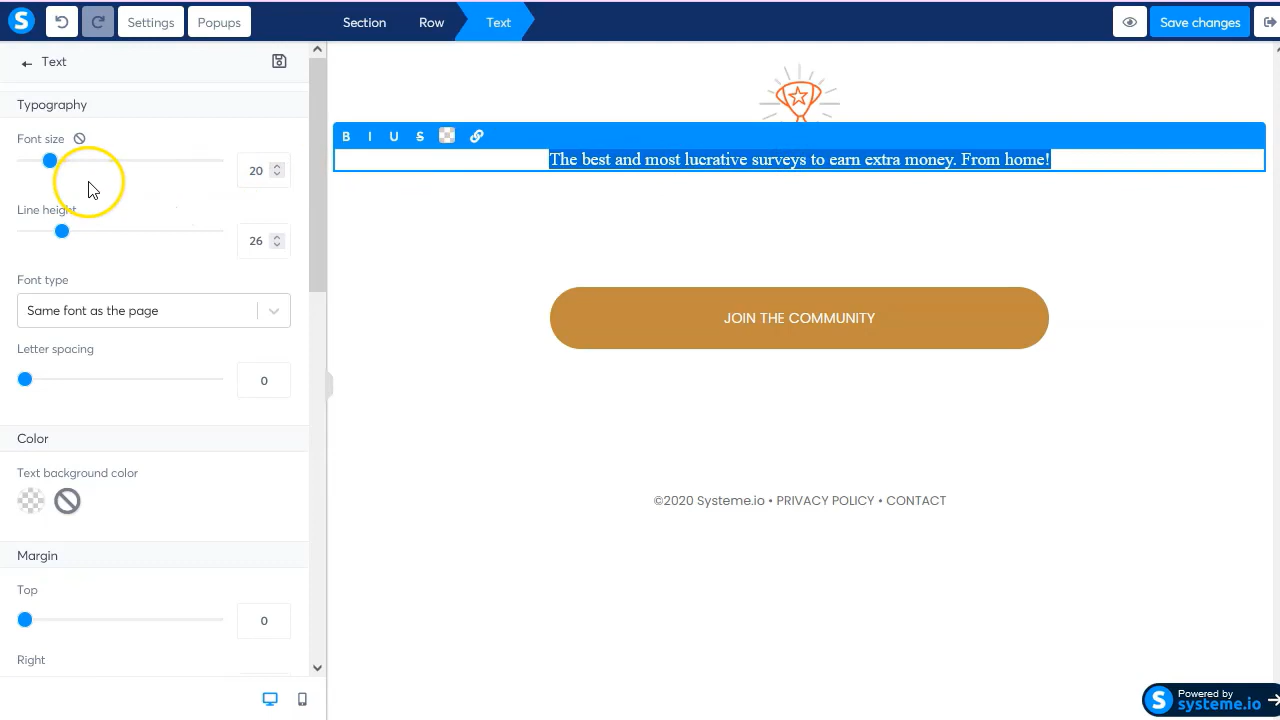 S
Settings
Popups
Section
Row
Text
Save changes
← Text
Typography
Font size
20
Line height
26
Font type
Same font as the page
Letter spacing
0
Color
Text background color
Margin
Top
0
Right
B I U S
The best and most lucrative surveys to earn extra money. From home!
JOIN THE COMMUNITY
©2020 Systeme.io • PRIVACY POLICY • CONTACT
S
Powered by
systeme.io